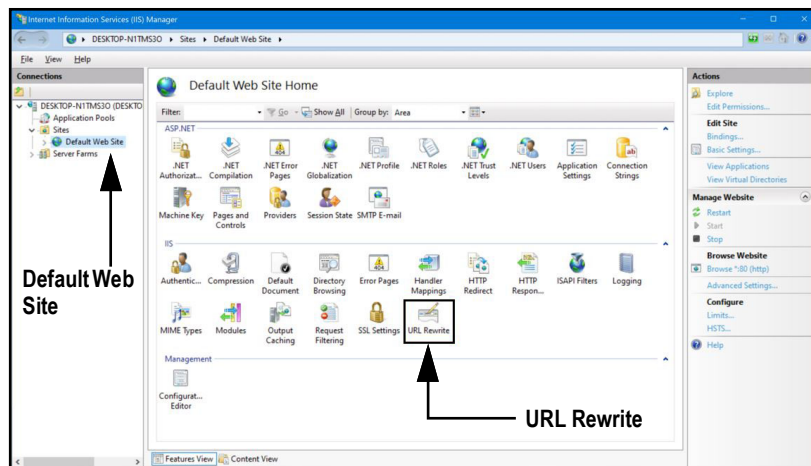 Internet Information Services (IIS) Manager
DESKTOP-N1TMS3O ▸ Sites ▸ Default Web Site ▸
File View Help
Connections
DESKTOP-N1TMS3O (DESKTO
Application Pools
Sites
Default Web Site
Server Farms
Default Web
Site
Default Web Site Home
Filter: Go Show All Group by: Area
ASP.NET
.NET Authorizat...
.NET Compilation
.NET Error Pages
.NET Globalization
.NET Profile
.NET Roles
.NET Trust Levels
.NET Users
Application Settings
Connection Strings
Machine Key
Pages and Controls
Providers
Session State
SMTP E-mail
IIS
Authentic...
Compression
Default Document
Directory Browsing
Error Pages
Handler Mappings
HTTP Redirect
HTTP Respon...
ISAPI Filters
Logging
MIME Types
Modules
Output Caching
Request Filtering
SSL Settings
URL Rewrite
Management
Configurat... Editor
URL Rewrite
Features View Content View
Actions
Explore
Edit Permissions...
Edit Site
Bindings...
Basic Settings...
View Applications
View Virtual Directories
Manage Website
Restart
Start
Stop
Browse Website
Browse *:80 (http)
Advanced Settings...
Configure
Limits...
HSTS...
Help